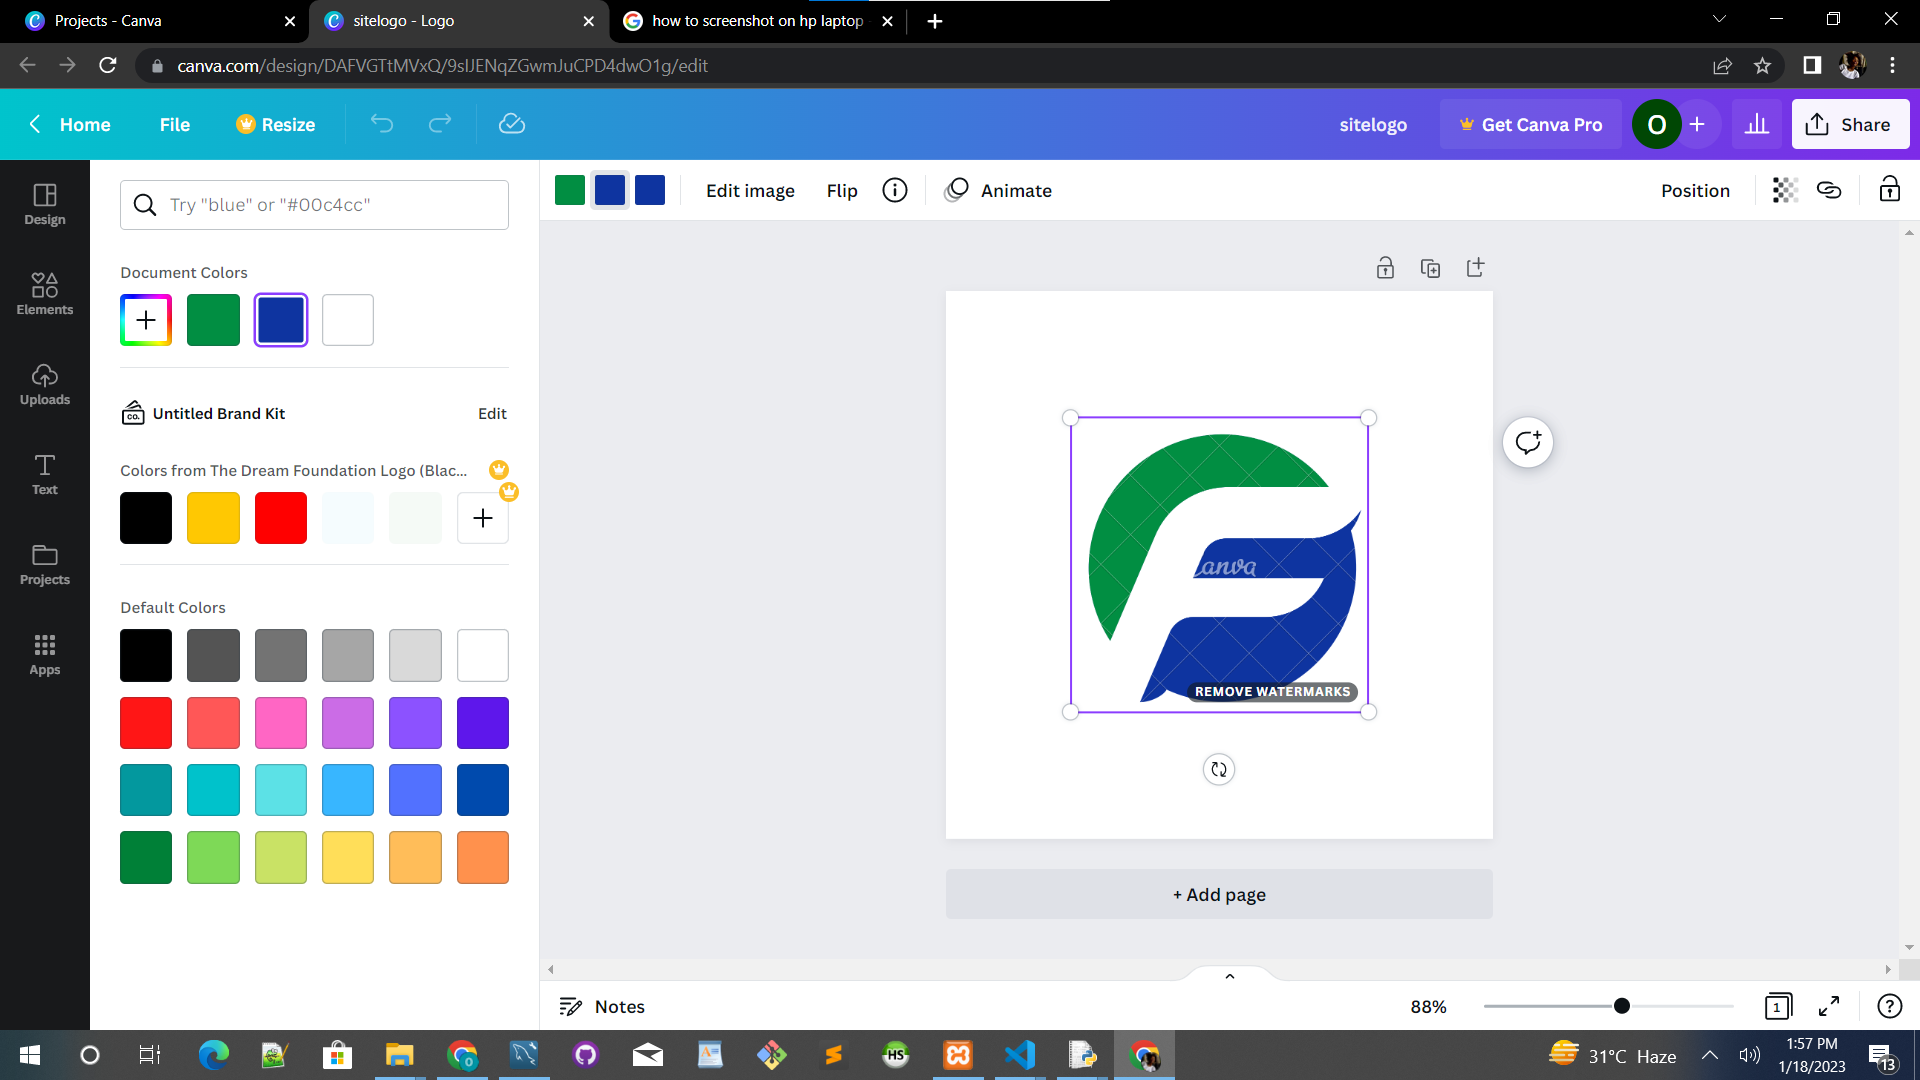 Projects - Canva
sitelogo - Logo
how to screenshot on hp laptop
canva.com/design/DAFVGTtMVxQ/9sIJENqZGwmJuCPD4dwO1g/edit
Home
File
Resize
sitelogo
Get Canva Pro
O
Share
Design
Elements
Uploads
Text
Projects
Apps
Try "blue" or "#00c4cc"
Document Colors
CO.
Untitled Brand Kit
Edit
Colors from The Dream Foundation Logo (Blac...
Default Colors
Edit image
Flip
Animate
Position
Canva
REMOVE WATERMARKS
+ Add page
Notes
88%
1
HS
31°C Haze
1:57 PM
1/18/2023
13